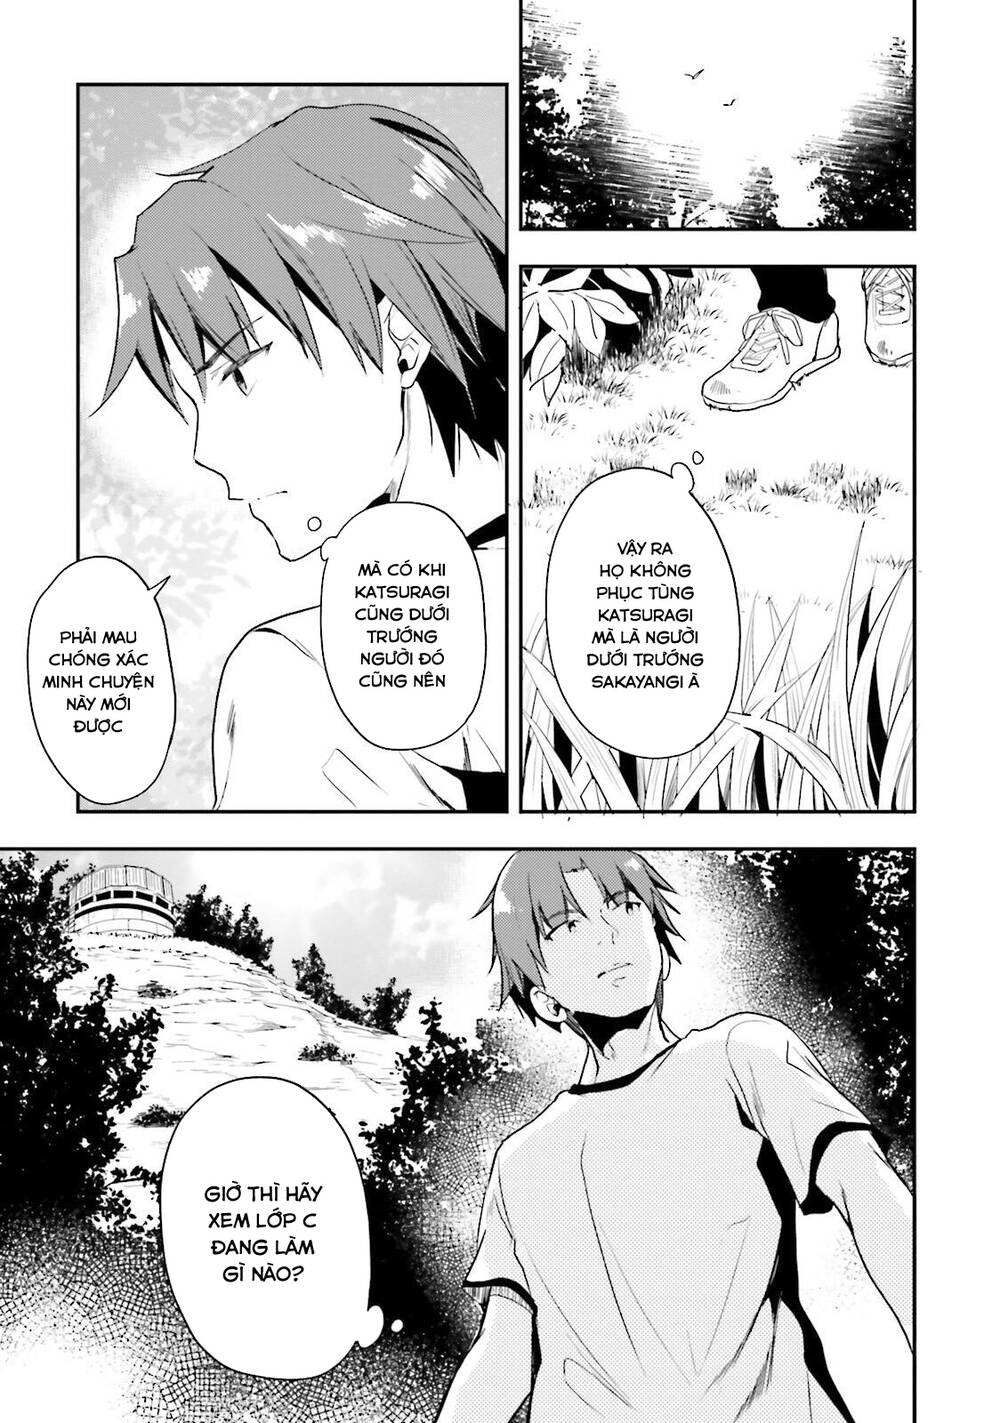 VẬY RA
HỌ KHÔNG
PHỤC TÙNG
KATSURAGI
MÀ LÀ NGƯỜI
DƯỚI TRƯỚNG
SAKAYANGI À
MÀ CÓ KHI
KATSURAGI
CŨNG DƯỚI
TRƯỚNG
NGƯỜI ĐÓ
CŨNG NÊN
PHẢI MAU
CHÓNG XÁC
MINH CHUYỆN
NÀY MỚI
ĐƯỢC
GIỜ THÌ HÃY
XEM LỚP C
ĐANG LÀM
GÌ NÀO?